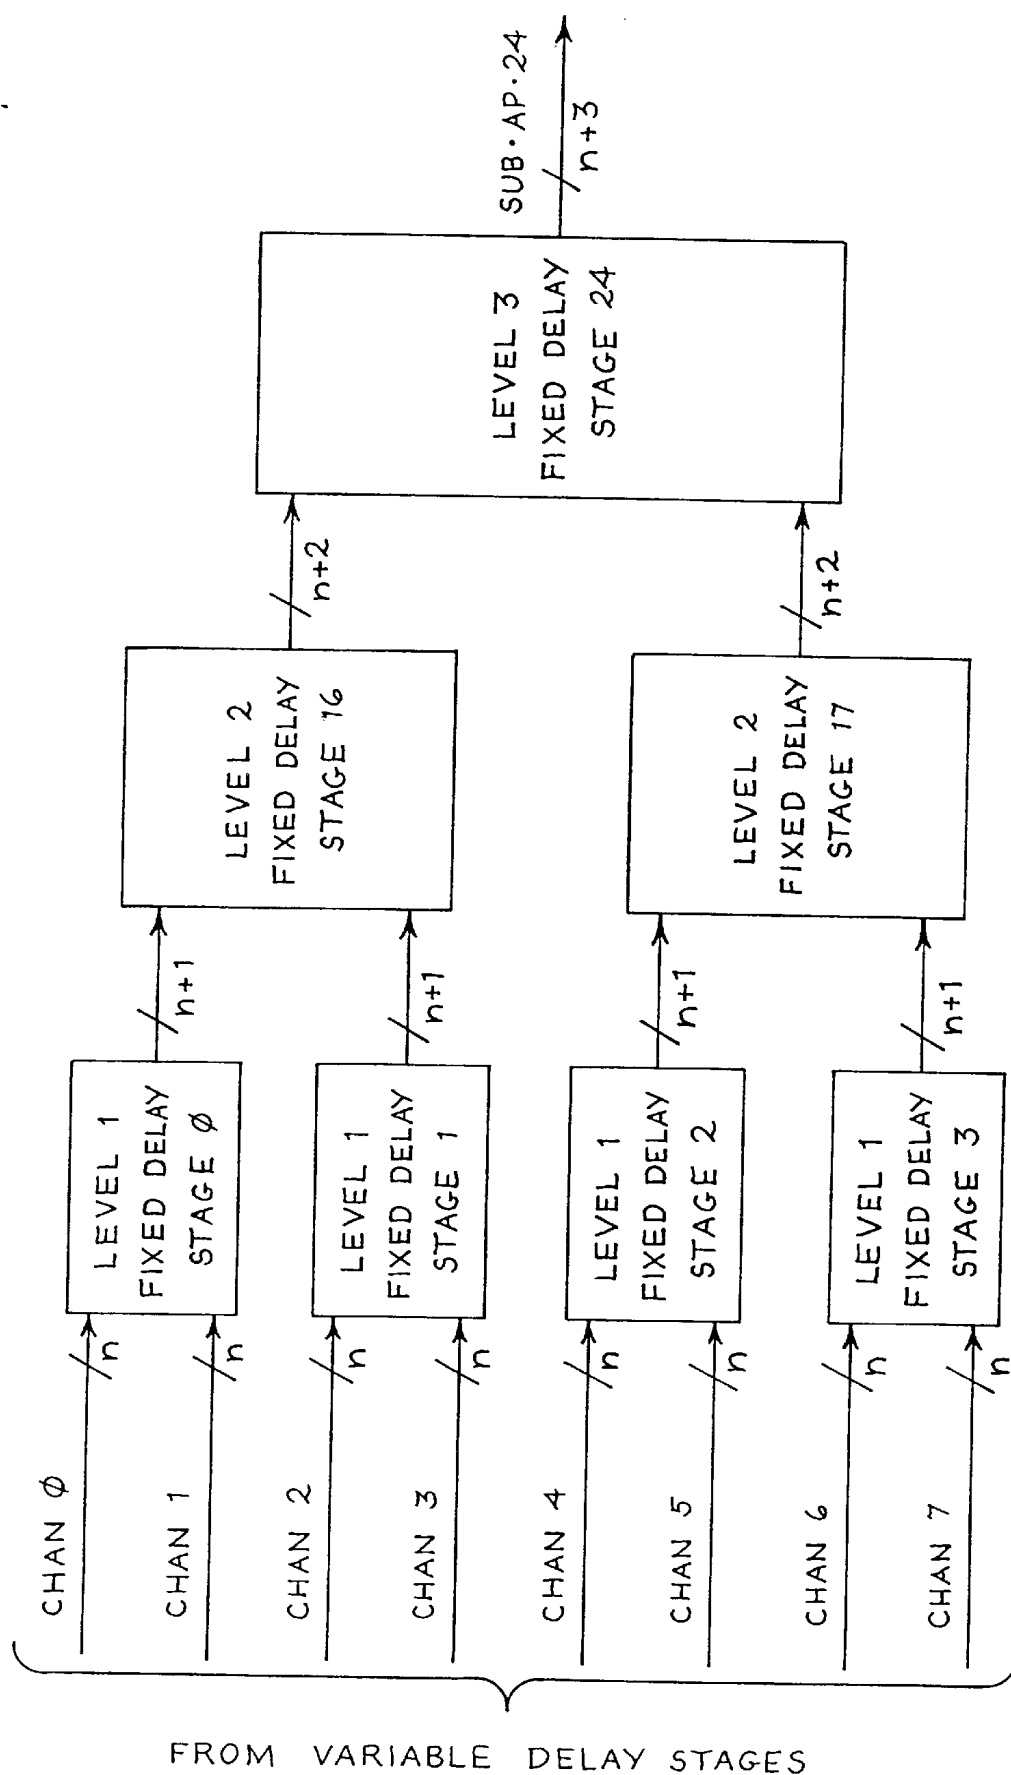 FROM VARIABLE DELAY STAGES
CHAN Ø
n
CHAN 1
n
CHAN 2
n
CHAN 3
n
CHAN 4
n
CHAN 5
n
CHAN 6
n
CHAN 7
n
LEVEL 1
FIXED DELAY
STAGE Ø
n+1
LEVEL 1
FIXED DELAY
STAGE 1
n+1
LEVEL 1
FIXED DELAY
STAGE 2
n+1
LEVEL 1
FIXED DELAY
STAGE 3
n+1
LEVEL 2
FIXED DELAY
STAGE 16
n+2
LEVEL 2
FIXED DELAY
STAGE 17
n+2
LEVEL 3
FIXED DELAY
STAGE 24
SUB·AP·24
n+3